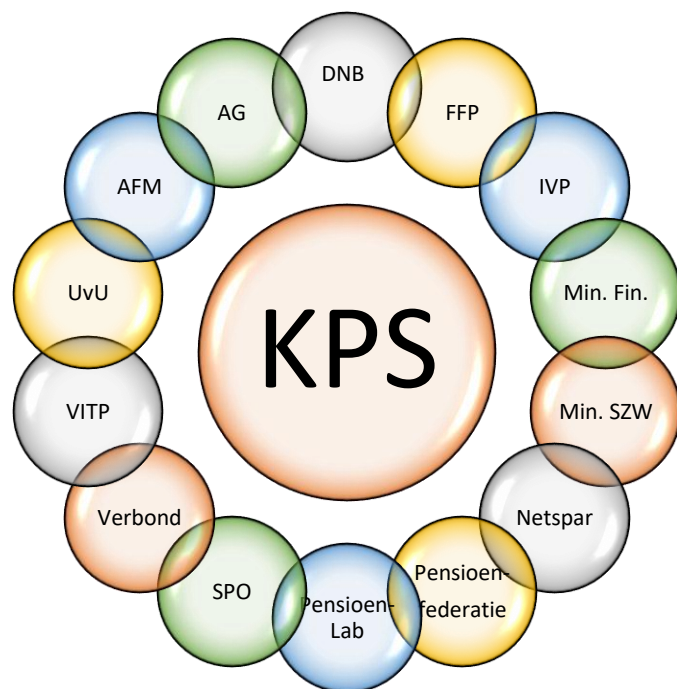 DNB
FFP
IVP
Min. Fin.
Min. SZW
Netspar
Pensioen-
federatie
Pensioen-
Lab
SPO
Verbond
VITP
UvU
AFM
AG
KPS